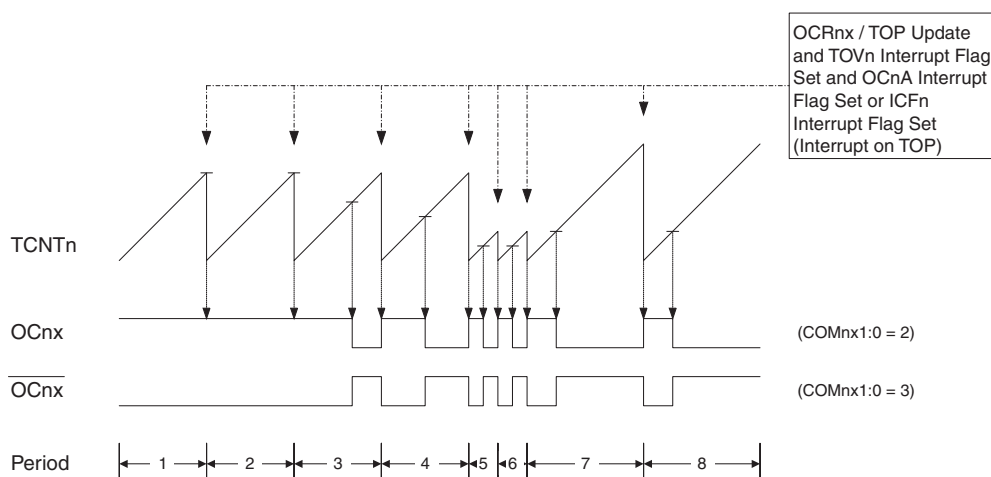 OCRnx / TOP Update
and TOVn Interrupt Flag
Set and OCnA Interrupt
Flag Set or ICFn
Interrupt Flag Set
(Interrupt on TOP)
TCNTn
OCnx
(COMnx1:0 = 2)
OCnx
(COMnx1:0 = 3)
Period 1 2 3 4 5 6 7 8